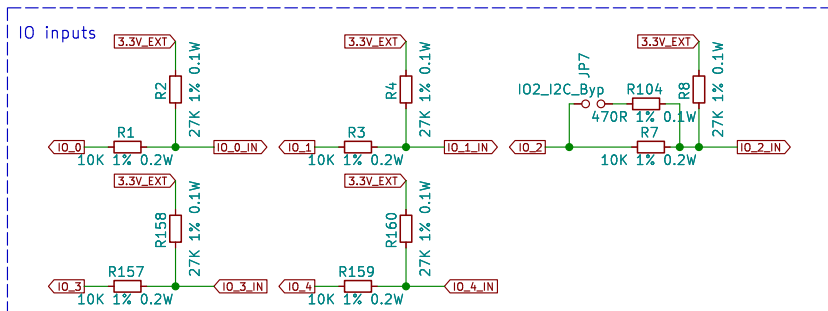 IO inputs
3.3V_EXT
R2
27K 1% 0.1W
IO_0
R1
10K 1% 0.2W
IO_0_IN
3.3V_EXT
R4
27K 1% 0.1W
IO_1
R3
10K 1% 0.2W
IO_1_IN
3.3V_EXT
JP7
IO2_I2C_Byp
R104
470R 1% 0.1W
R8
27K 1% 0.1W
IO_2
R7
10K 1% 0.2W
IO_2_IN
3.3V_EXT
R158
27K 1% 0.1W
IO_3
R157
10K 1% 0.2W
IO_3_IN
3.3V_EXT
R160
27K 1% 0.1W
IO_4
R159
10K 1% 0.2W
IO_4_IN